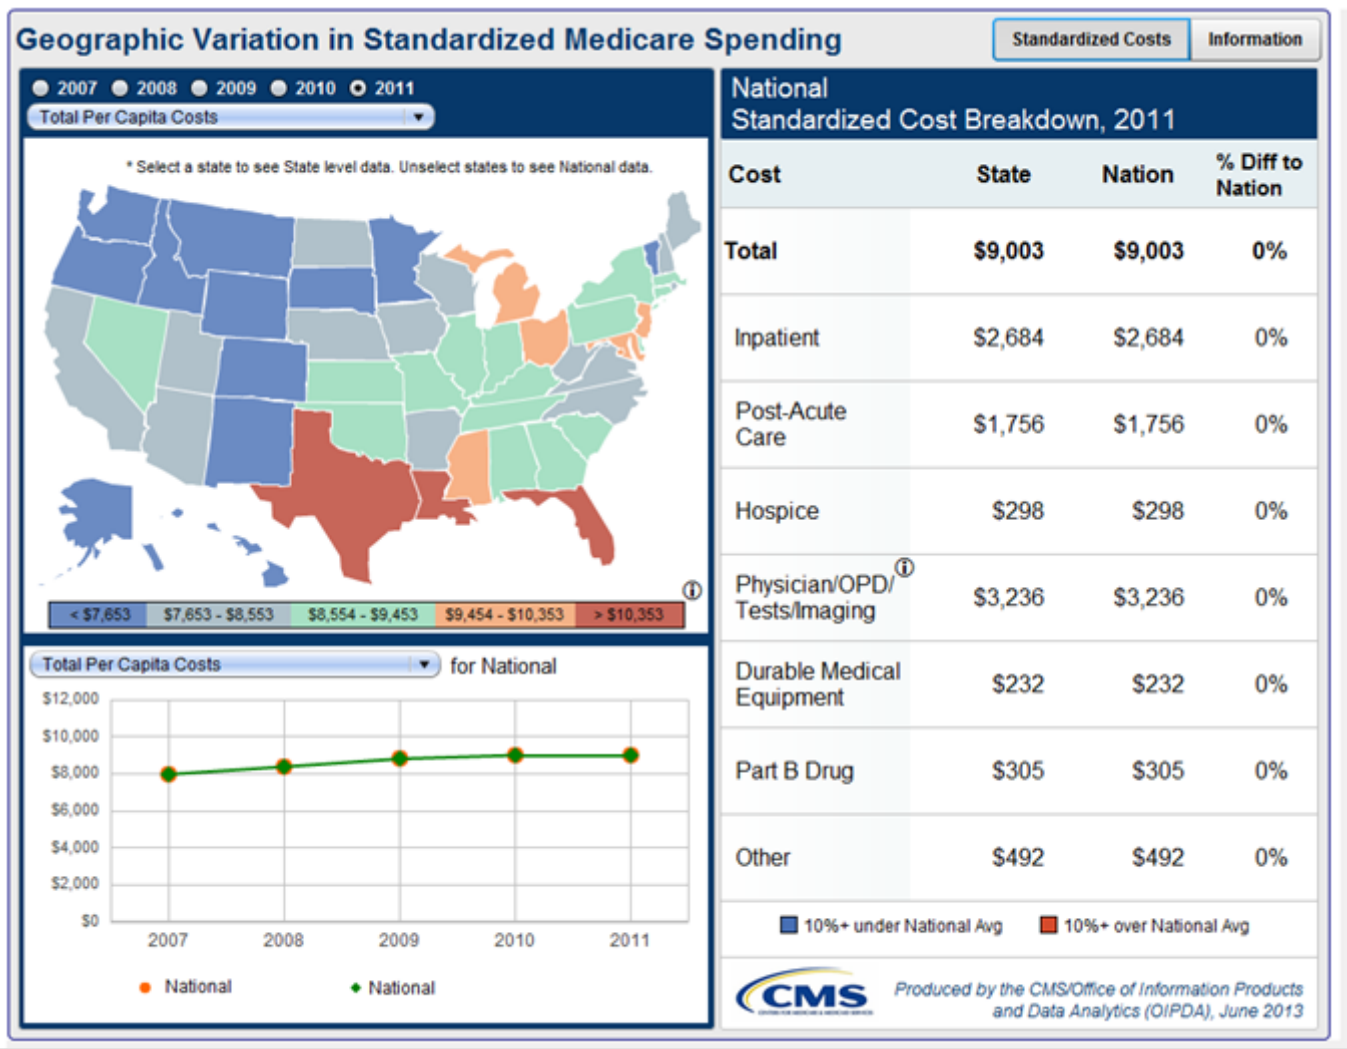 Geographic Variation in Standardized Medicare Spending
Standardized Costs
Information
2007 2008 2009 2010 2011
Total Per Capita Costs
* Select a state to see State level data. Unselect states to see National data.
< $7,653 $7,653 - $8,553 $8,554 - $9,453 $9,454 - $10,353 > $10,353
Total Per Capita Costs for National
$12,000
$10,000
$8,000
$6,000
$4,000
$2,000
$0
2007 2008 2009 2010 2011
National National
National
Standardized Cost Breakdown, 2011
Cost State Nation % Diff to
Nation
Total $9,003 $9,003 0%
Inpatient $2,684 $2,684 0%
Post-Acute
Care $1,756 $1,756 0%
Hospice $298 $298 0%
Physician/OPD/
Tests/Imaging $3,236 $3,236 0%
Durable Medical
Equipment $232 $232 0%
Part B Drug $305 $305 0%
Other $492 $492 0%
10%+ under National Avg 10%+ over National Avg
CMS
Produced by the CMS/Office of Information Products
and Data Analytics (OIPDA), June 2013